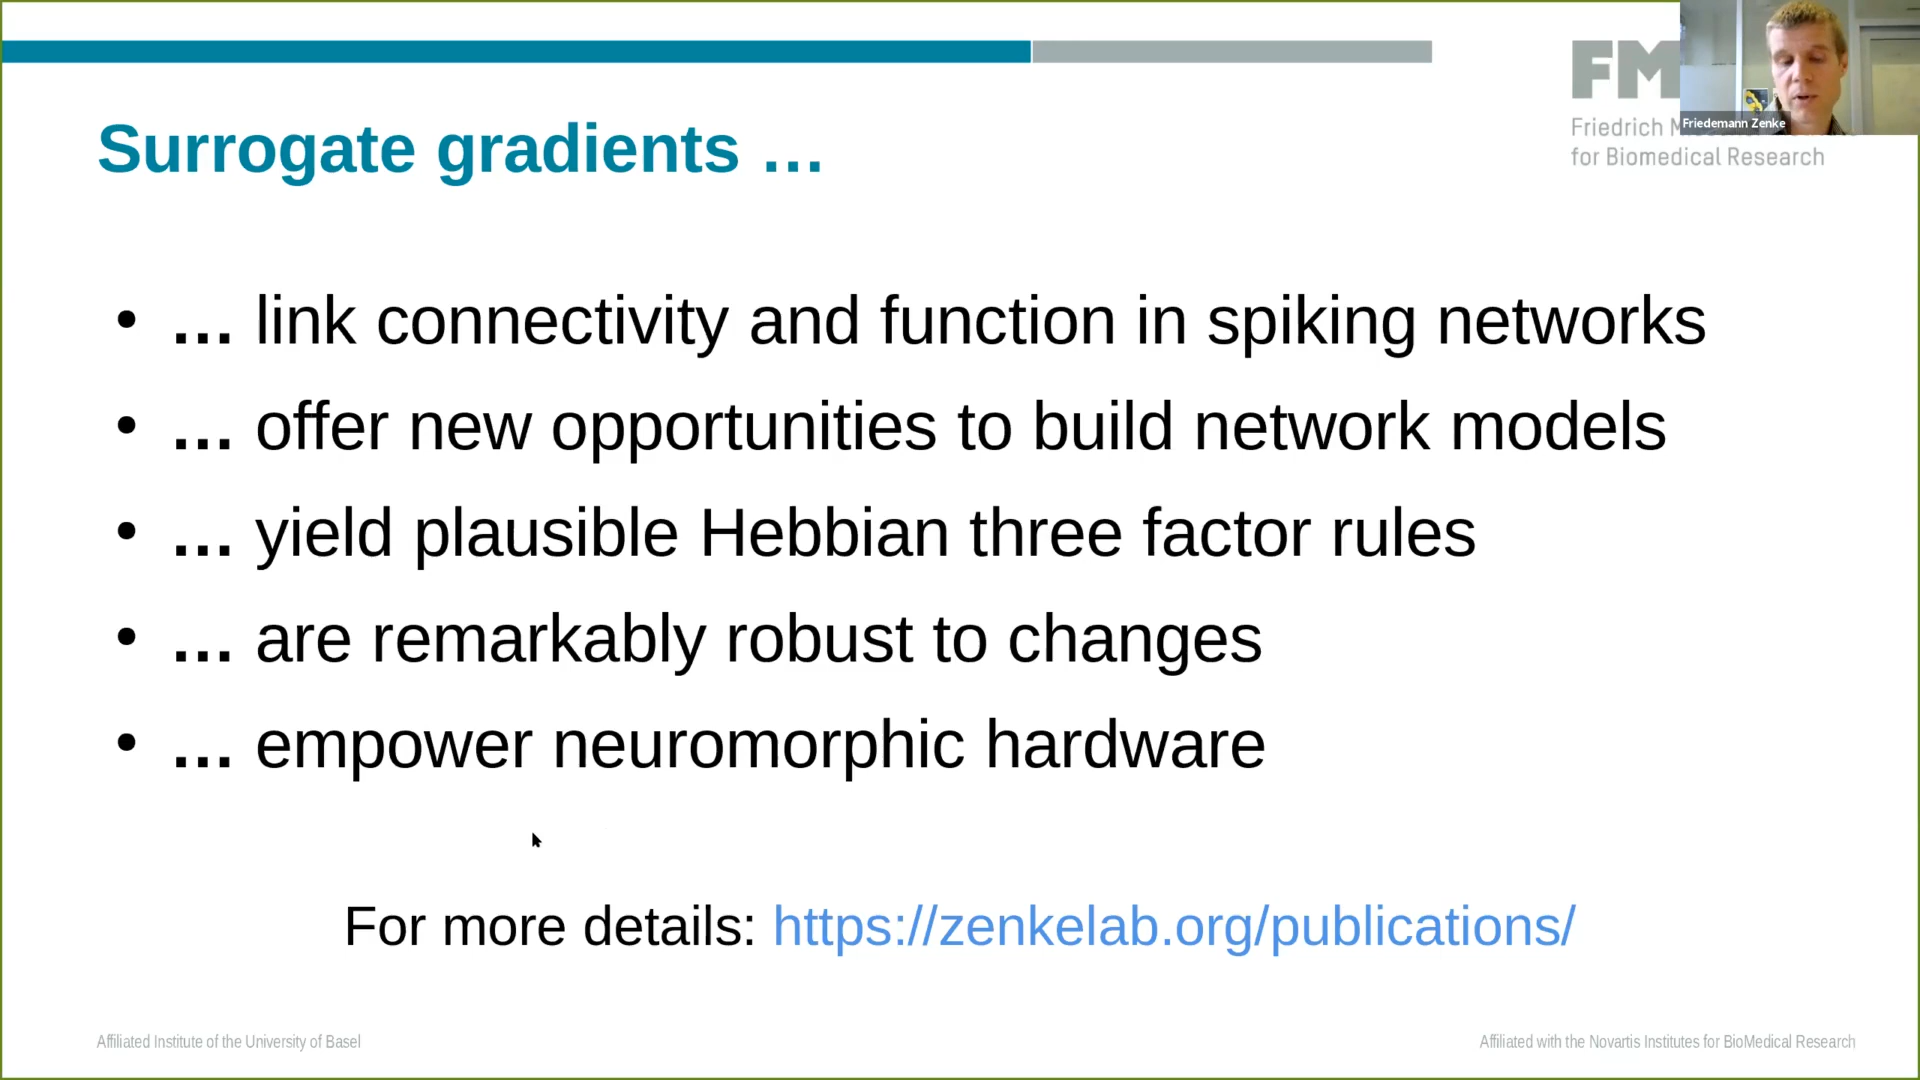 FM
Friedemann Zenke
Friedrich M
for Biomedical Research
Surrogate gradients ...
• ... link connectivity and function in spiking networks
• ... offer new opportunities to build network models
• ... yield plausible Hebbian three factor rules
• ... are remarkably robust to changes
• ... empower neuromorphic hardware
For more details: https://zenkelab.org/publications/
Affiliated Institute of the University of Basel
Affiliated with the Novartis Institutes for BioMedical Research